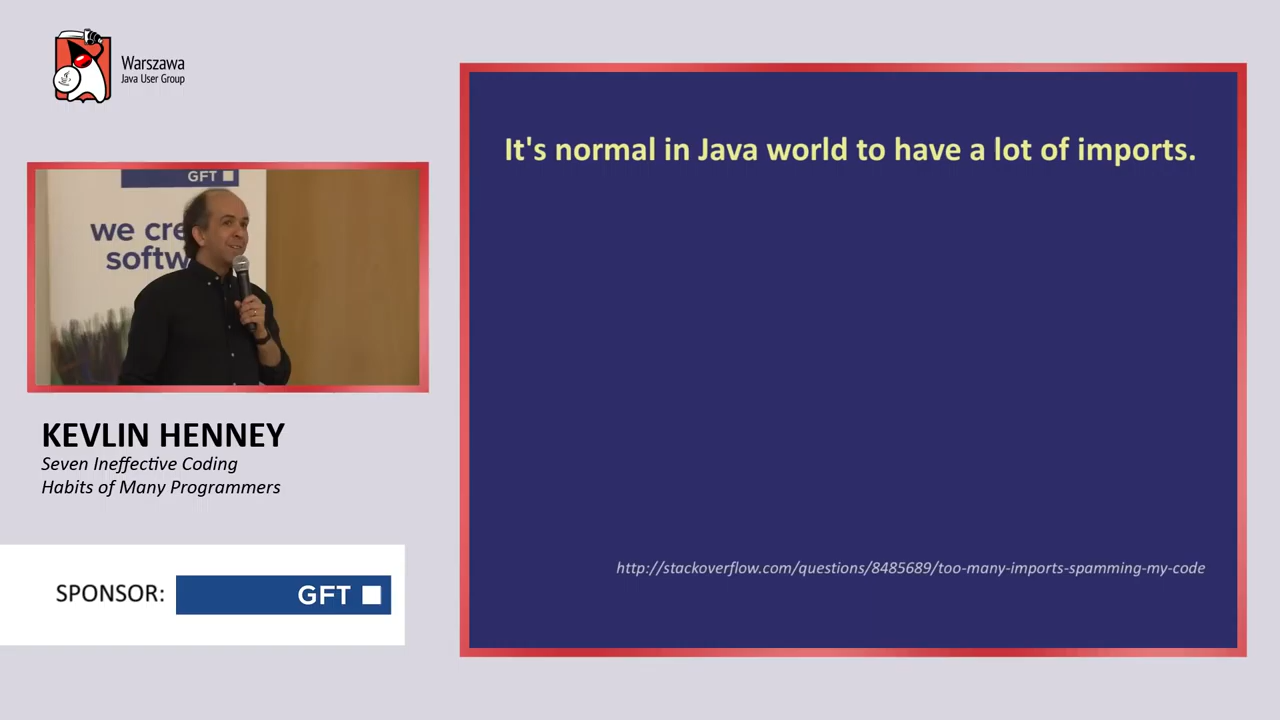 Warszawa
Java User Group
It's normal in Java world to have a lot of imports.
GFT
we cre
softw
KEVLIN HENNEY
Seven Ineffective Coding
Habits of Many Programmers
http://stackoverflow.com/questions/8485689/too-many-imports-spamming-my-code
SPONSOR:
GFT